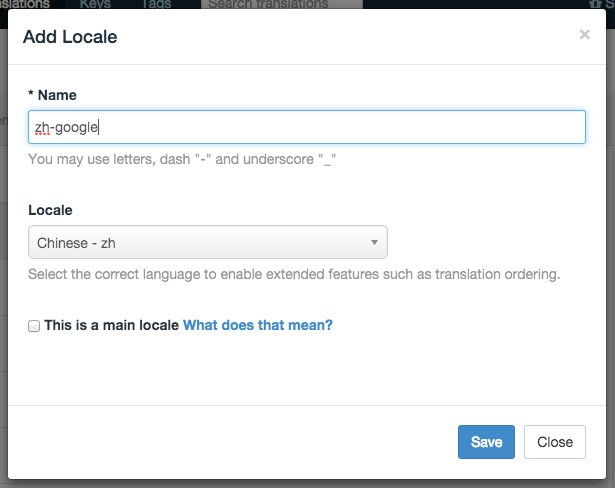 Keys
Tags
Search translations
Add Locale
×
* Name
zh-google
You may use letters, dash "-" and underscore "_"
Locale
Chinese - zh
Select the correct language to enable extended features such as translation ordering.
This is a main locale What does that mean?
Save Close